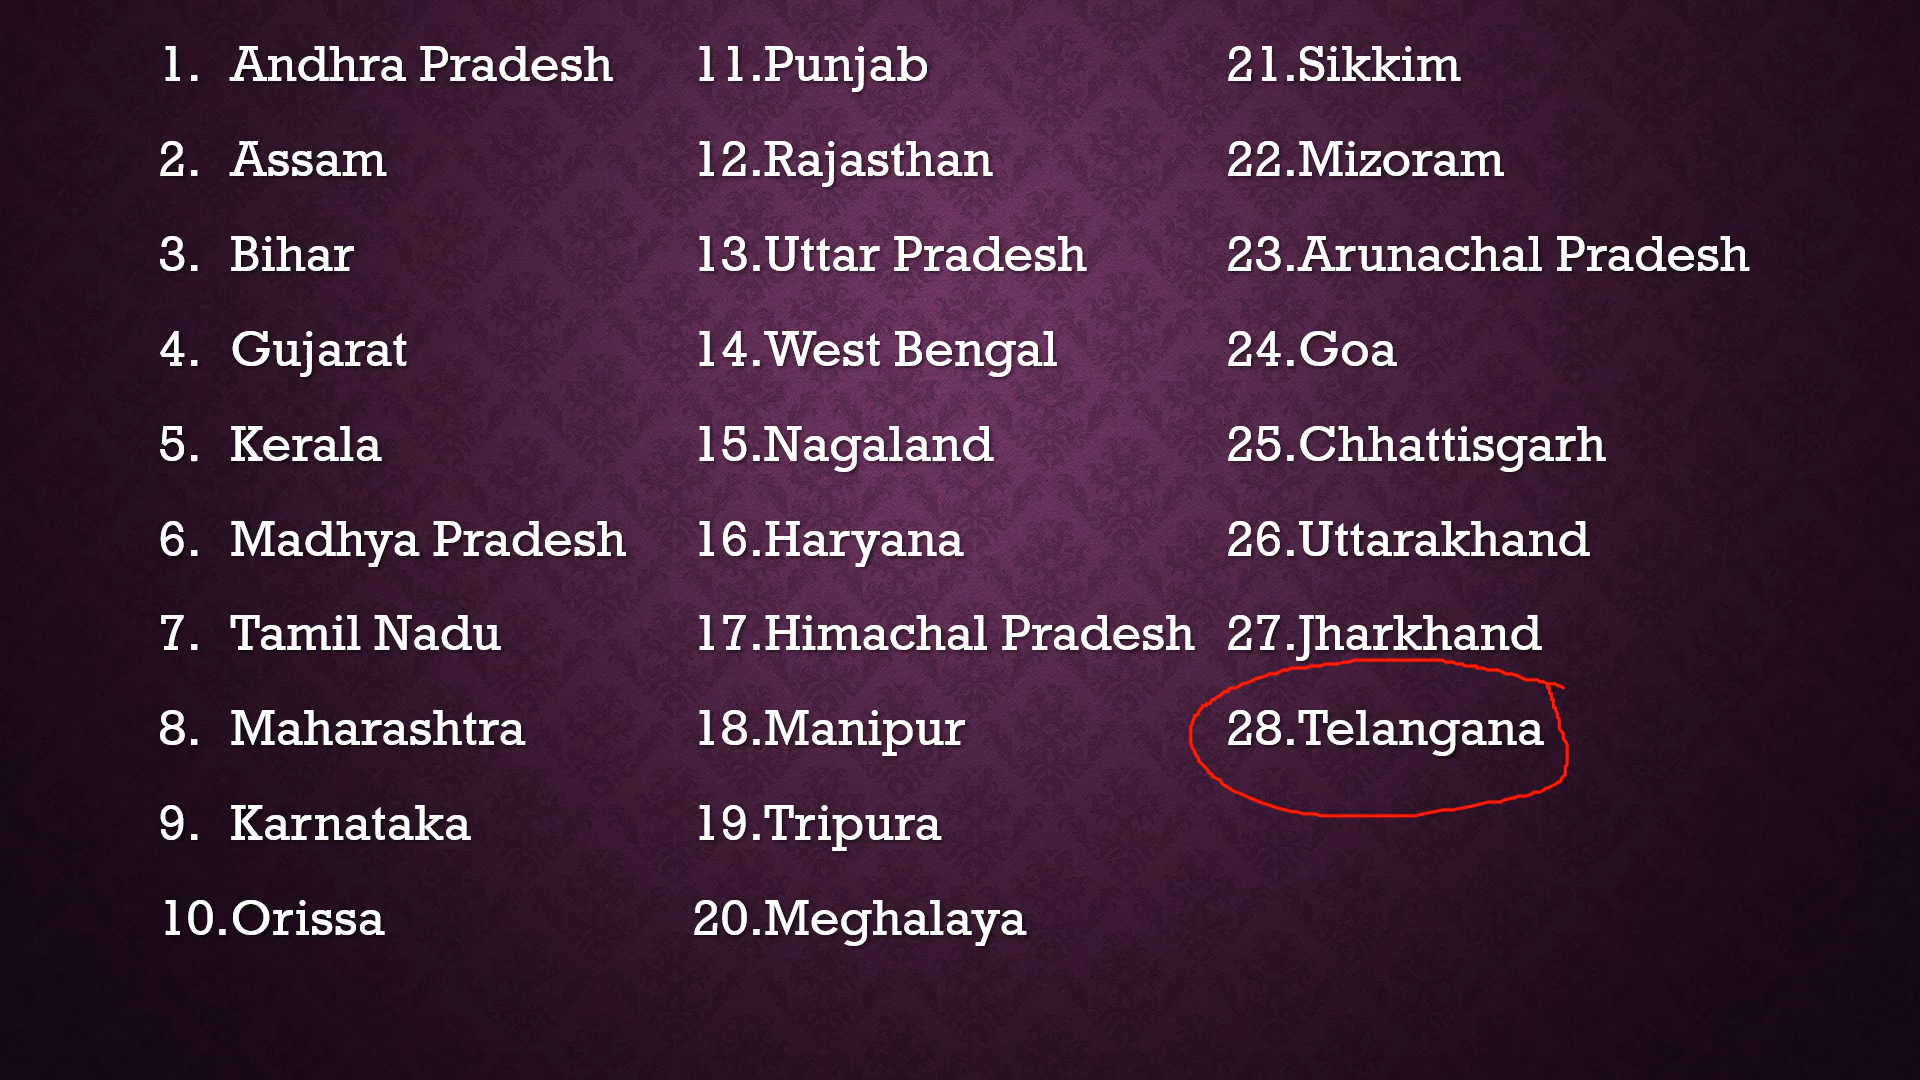 1. Andhra Pradesh
2. Assam
3. Bihar
4. Gujarat
5. Kerala
6. Madhya Pradesh
7. Tamil Nadu
8. Maharashtra
9. Karnataka
10.Orissa
11.Punjab
12.Rajasthan
13.Uttar Pradesh
14.West Bengal
15.Nagaland
16.Haryana
17.Himachal Pradesh
18.Manipur
19.Tripura
20.Meghalaya
21.Sikkim
22.Mizoram
23.Arunachal Pradesh
24.Goa
25.Chhattisgarh
26.Uttarakhand
27.Jharkhand
28.Telangana